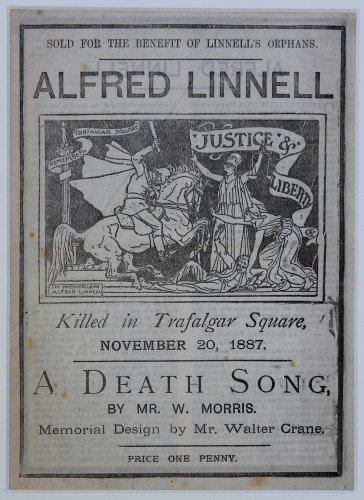 SOLD FOR THE BENEFIT OF LINNELL'S ORPHANS.
ALFRED LINNELL
REMEMBER
TRAFALGAR SQUARE
JUSTICE &
LIBERTY
IN MEMORIAM
ALFRED LINNELL
Killed in Trafalgar Square,
NOVEMBER 20, 1887.
A DEATH SONG,
BY MR. W. MORRIS.
Memorial Design by Mr. Walter Crane.
PRICE ONE PENNY.